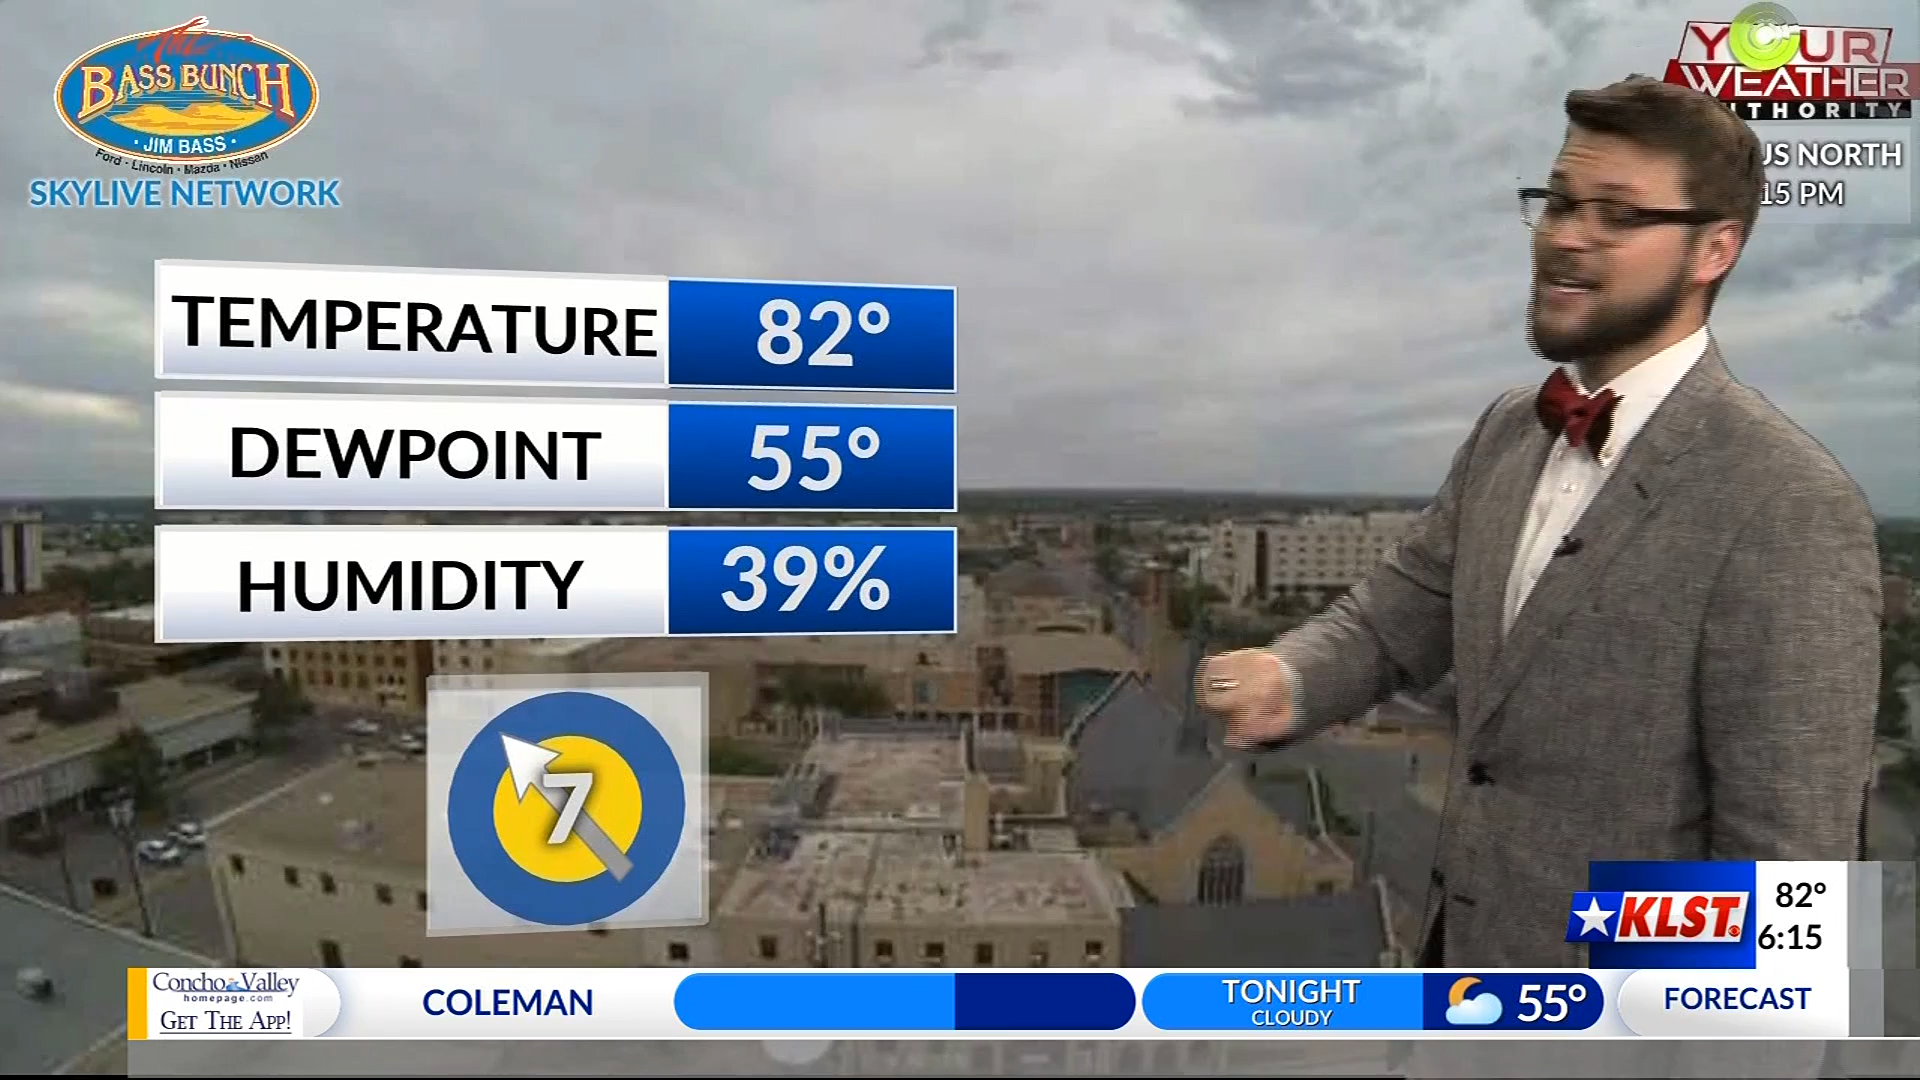 The
BASS BUNCH
• JIM BASS •
Ford • Lincoln • Mazda • Nissan
SKYLIVE NETWORK
YOUR
WEATHER
THORITY
US NORTH
15 PM
TEMPERATURE 82°
DEWPOINT 55°
HUMIDITY 39%
7
KLST
82°
6:15
Concho Valley
homepage.com
GET THE APP!
COLEMAN
TONIGHT
CLOUDY
55°
FORECAST